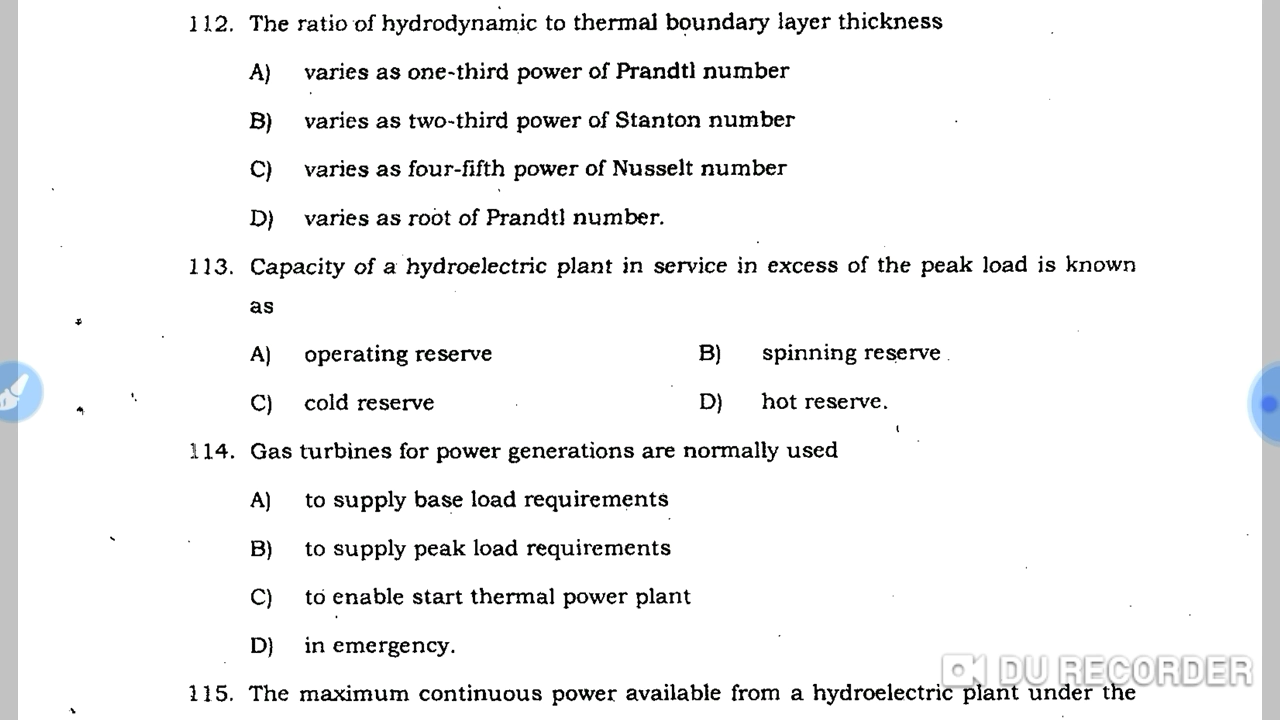 112. The ratio of hydrodynamic to thermal boundary layer thickness
A) varies as one-third power of Prandtl number
B) varies as two-third power of Stanton number
C) varies as four-fifth power of Nusselt number
D) varies as root of Prandtl number.
113. Capacity of a hydroelectric plant in service in excess of the peak load is known
as
A) operating reserve B) spinning reserve
C) cold reserve D) hot reserve.
114. Gas turbines for power generations are normally used
A) to supply base load requirements
B) to supply peak load requirements
C) to enable start thermal power plant
D) in emergency.
DU RECORDER
115. The maximum continuous power available from a hydroelectric plant under the